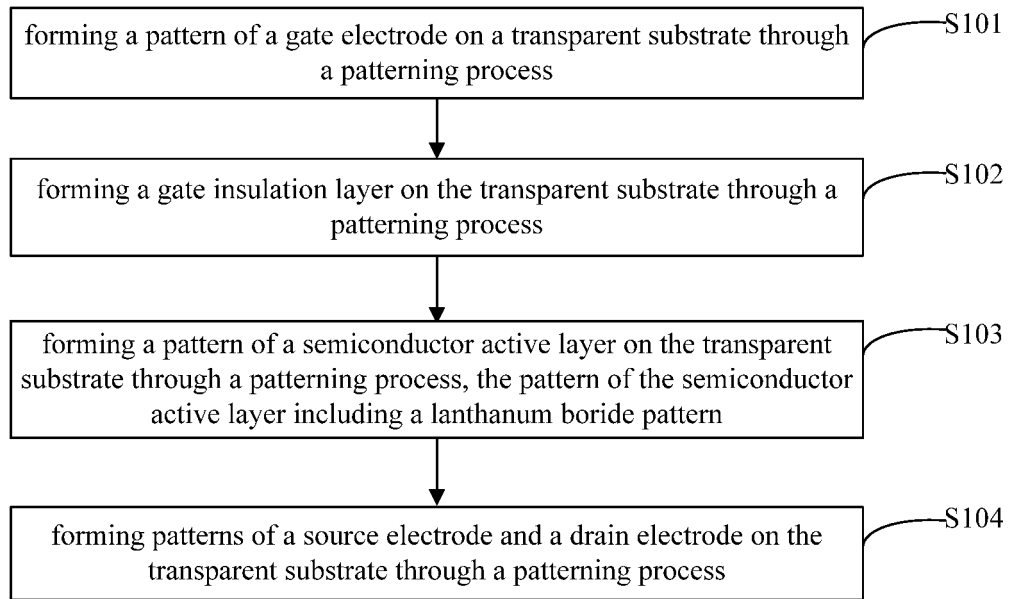 forming a pattern of a gate electrode on a transparent substrate through
a patterning process
S101
forming a gate insulation layer on the transparent substrate through a
patterning process
S102
forming a pattern of a semiconductor active layer on the transparent
substrate through a patterning process, the pattern of the semiconductor
active layer including a lanthanum boride pattern
S103
forming patterns of a source electrode and a drain electrode on the
transparent substrate through a patterning process
S104